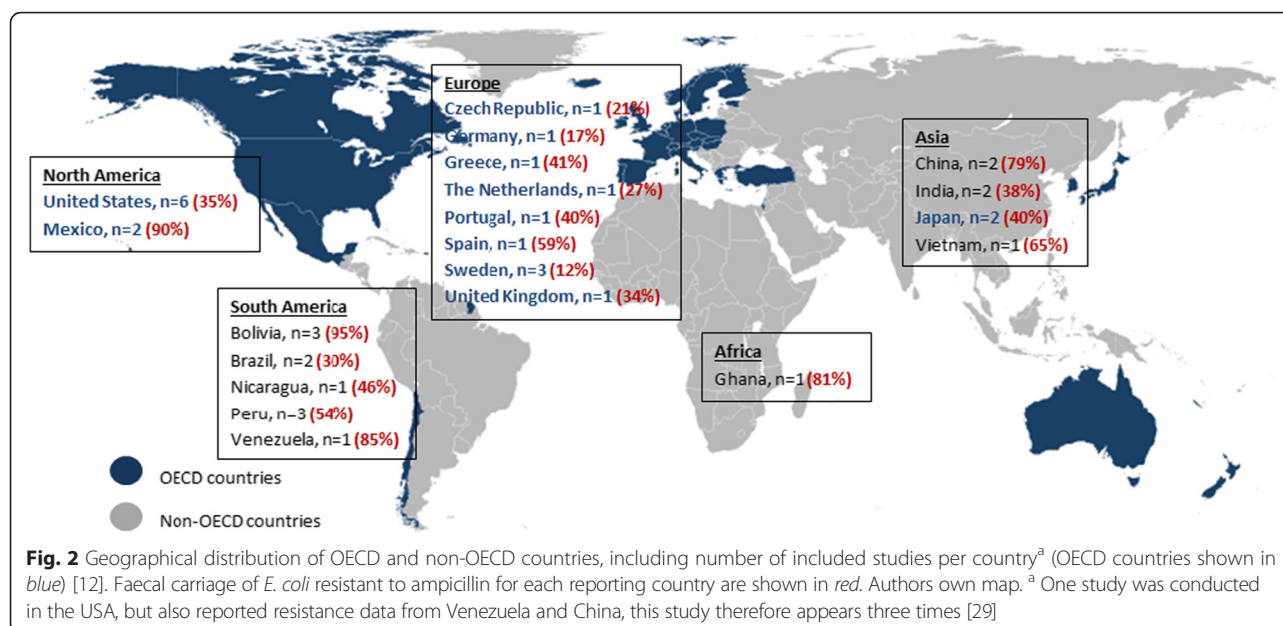 North America
United States, n=6 (35%)
Mexico, n=2 (90%)
Europe
Czech Republic, n=1 (21%)
Germany, n=1 (17%)
Greece, n=1 (41%)
The Netherlands, n=1 (27%)
Portugal, n=1 (40%)
Spain, n=1 (59%)
Sweden, n=3 (12%)
United Kingdom, n=1 (34%)
Asia
China, n=2 (79%)
India, n=2 (38%)
Japan, n=2 (40%)
Vietnam, n=1 (65%)
South America
Bolivia, n=3 (95%)
Brazil, n=2 (30%)
Nicaragua, n=1 (46%)
Peru, n=3 (54%)
Venezuela, n=1 (85%)
Africa
Ghana, n=1 (81%)
OECD countries
Non-OECD countries
Fig. 2 Geographical distribution of OECD and non-OECD countries, including number of included studies per countryᵃ (OECD countries shown in
blue) [12]. Faecal carriage of E. coli resistant to ampicillin for each reporting country are shown in red. Authors own map. ᵃ One study was conducted
in the USA, but also reported resistance data from Venezuela and China, this study therefore appears three times [29]